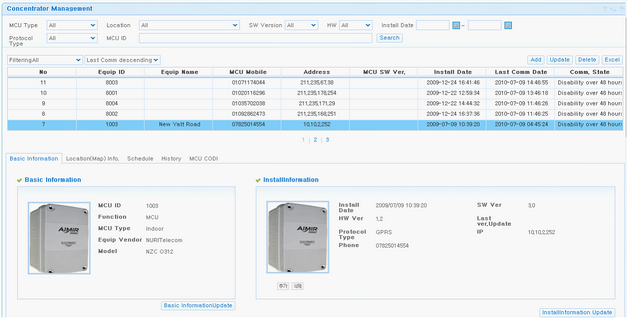 Concentrator Management
MCU Type All Location All SW Version All HW All Install Date ~
Protocol Type All MCU ID Search
FilteringAll Last Comm descending Add Update Delete Excel
No Equip ID Equip Name MCU Mobile Address MCU SW Ver, Install Date Last Comm Date Comm, State
11 8003 01071174044 211,235,67,38 2009-12-24 16:41:46 2010-07-09 14:48:55 Disability over 48 hours
10 8001 01020116296 211,235,178,254 2009-12-22 12:59:34 2010-07-09 13:46:18 Disability over 48 hours
9 8004 01035702038 211,235,171,29 2009-12-22 14:44:32 2010-07-09 11:46:26 Disability over 48 hours
8 8002 01092862473 211,235,168,251 2009-12-24 16:37:36 2010-07-09 11:46:25 Disability over 48 hours
7 1003 New Yatt Road 07825014554 10,10,2,252 2009-07-09 10:39:20 2010-07-09 04:45:24 Disability over 48 hours
1 | 2 | 3
Basic Information Location(Map) Info, Schedule History MCU CODI
Basic Information
MCU ID 1003
Function MCU
MCU Type Indoor
Equip Vendor NURITelecom
Model NZC O312
AiMiR
Basic InformationUpdate
InstallInformation
Install Date 2009/07/09 10:39:20 SW Ver 3,0
HW Ver 1,2 Last ver,Update
Protocol Type GPRS IP 10,10,2,252
Phone 07825014554
AiMiR
InstallInformation Update